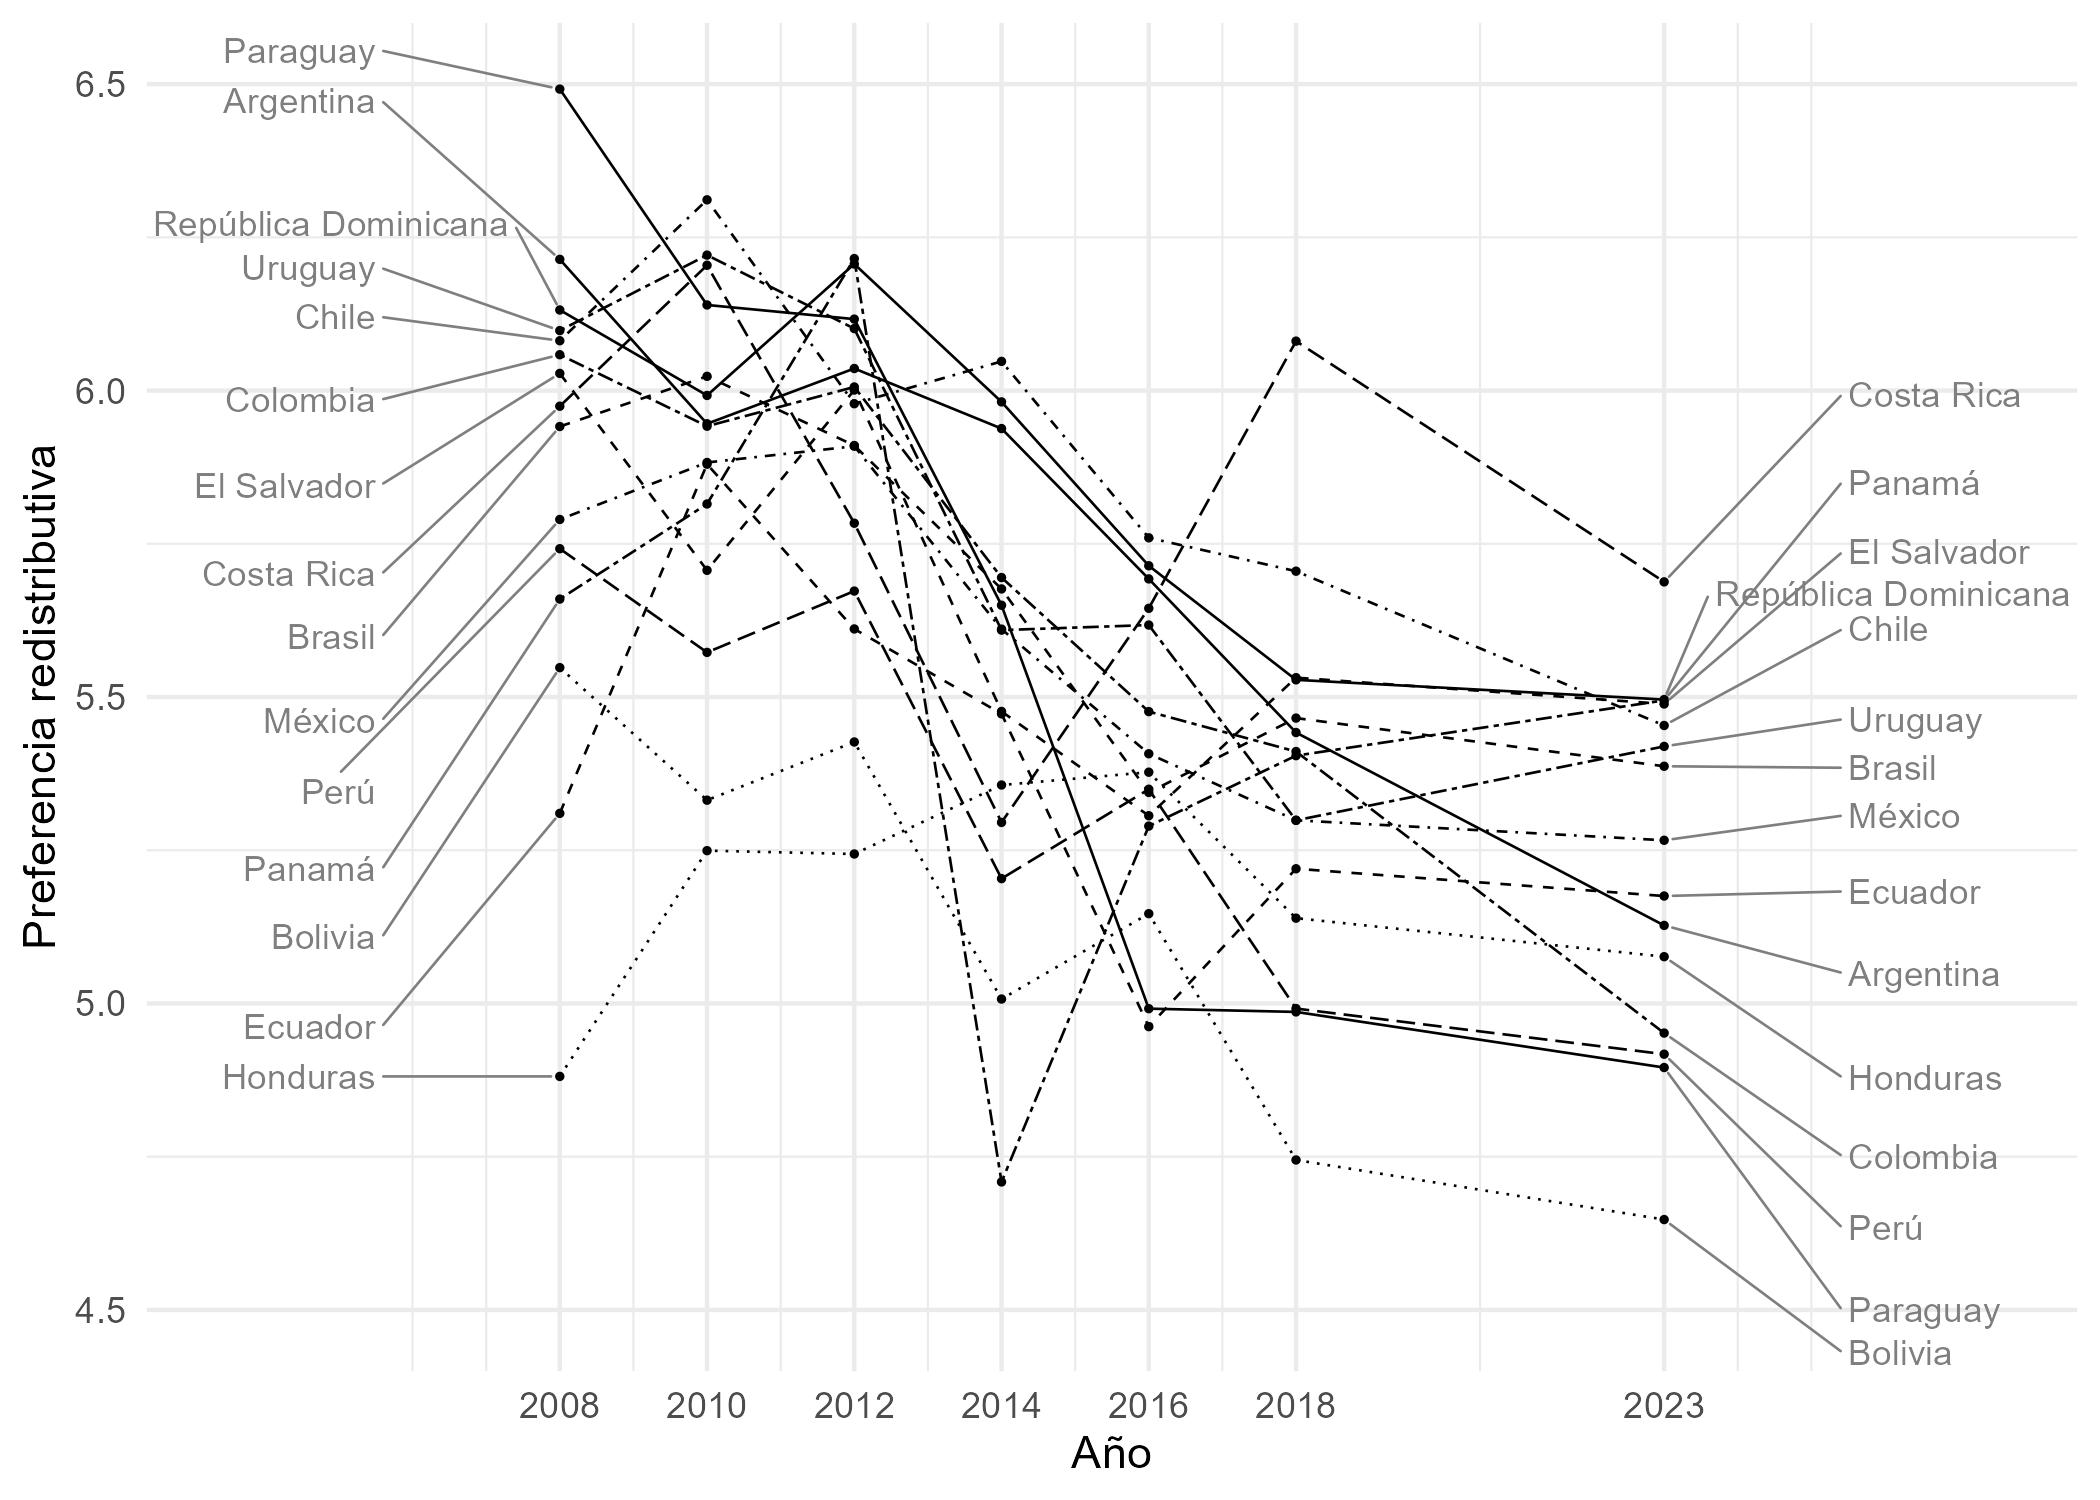 Preferencia redistributiva
6.5
6.0
5.5
5.0
4.5
Paraguay
Argentina
República Dominicana
Uruguay
Chile
Colombia
El Salvador
Costa Rica
Brasil
México
Perú
Panamá
Bolivia
Ecuador
Honduras
Costa Rica
Panamá
El Salvador
República Dominicana
Chile
Uruguay
Brasil
México
Ecuador
Argentina
Honduras
Colombia
Perú
Paraguay
Bolivia
2008 2010 2012 2014 2016 2018 2023
Año